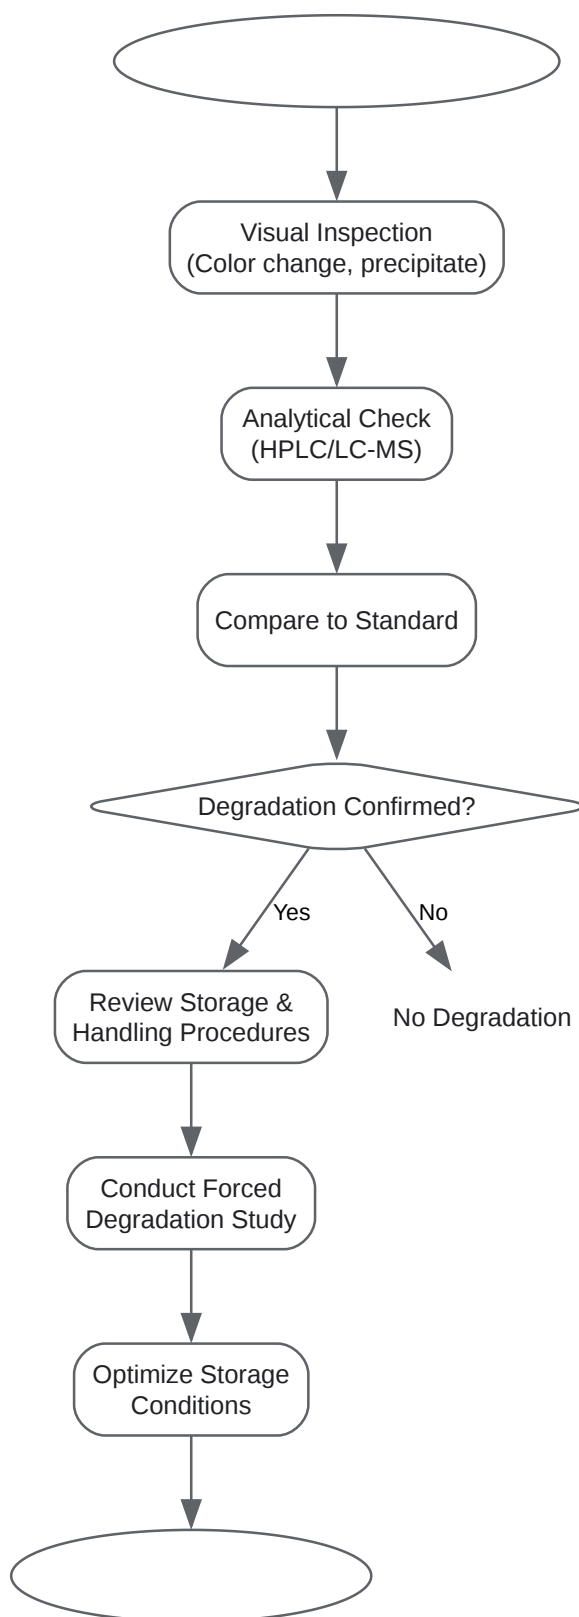 Visual Inspection
(Color change, precipitate)
Analytical Check
(HPLC/LC-MS)
Compare to Standard
Degradation Confirmed?
Yes
No
Review Storage &
Handling Procedures
No Degradation
Conduct Forced
Degradation Study
Optimize Storage
Conditions